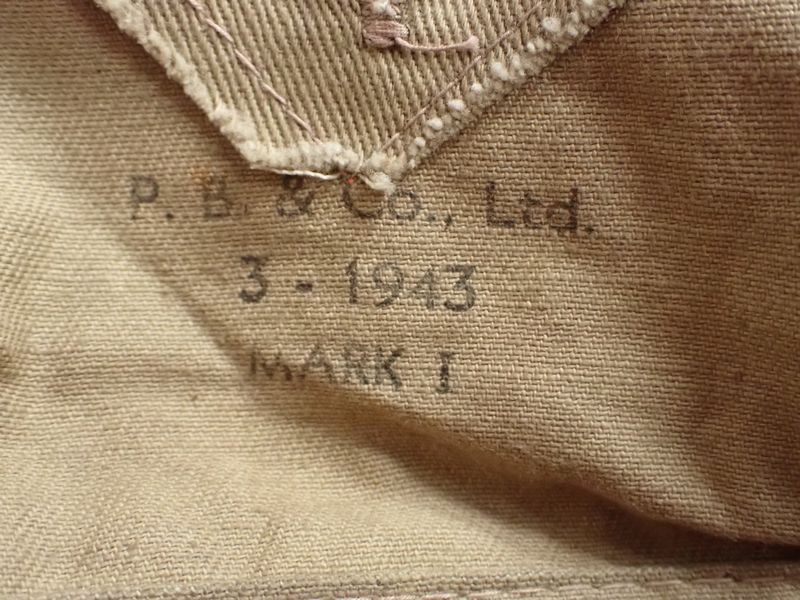 P. B. & Co., Ltd.
3 - 1943
MARK I